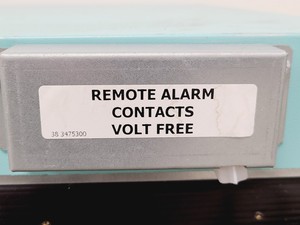 REMOTE ALARM
CONTACTS
VOLT FREE
38 3475300